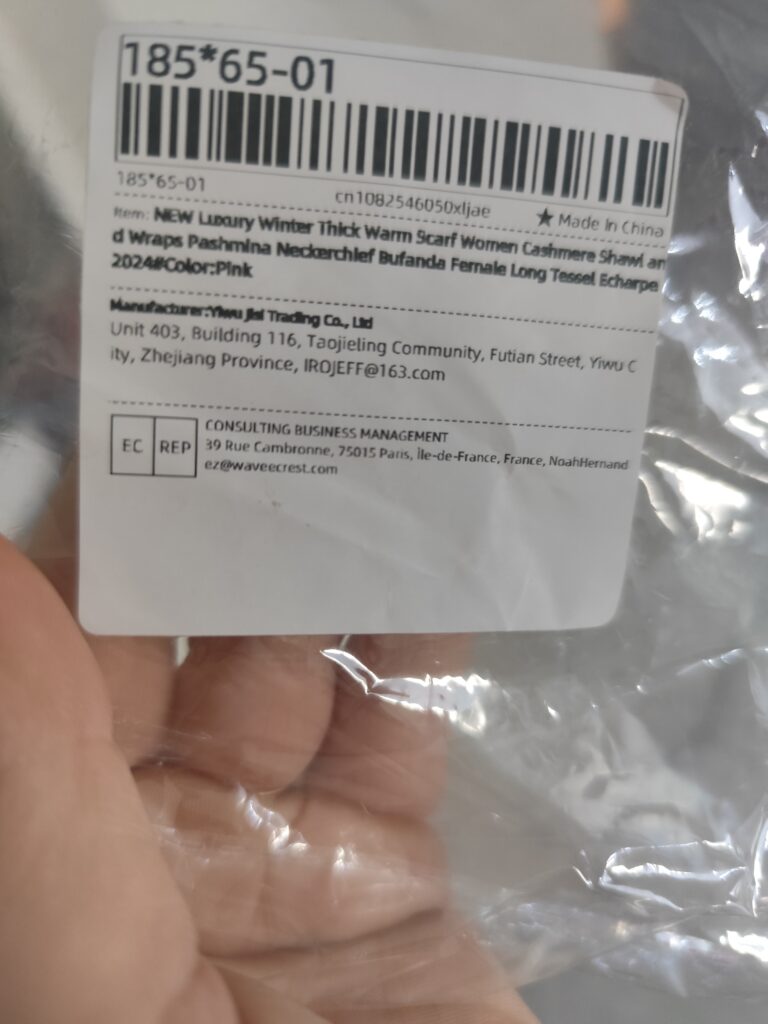 185*65-01
185*65-01
cn1082546050xljae
★ Made In China
Item: NEW Luxury Winter Thick Warm Scarf Women Cashmere Shawl an
d Wraps Pashmina Neckerchief Bufanda Female Long Tessel Echarpe
2024#Color:Pink
Manufacturer:Yiwu Jisi Trading Co., Ltd
Unit 403, Building 116, Taojieling Community, Futian Street, Yiwu C
ity, Zhejiang Province, IROJEFF@163.com
EC REP
CONSULTING BUSINESS MANAGEMENT
39 Rue Cambronne, 75015 Paris, Île-de-France, France, NoahHernand
ez@waveecrest.com